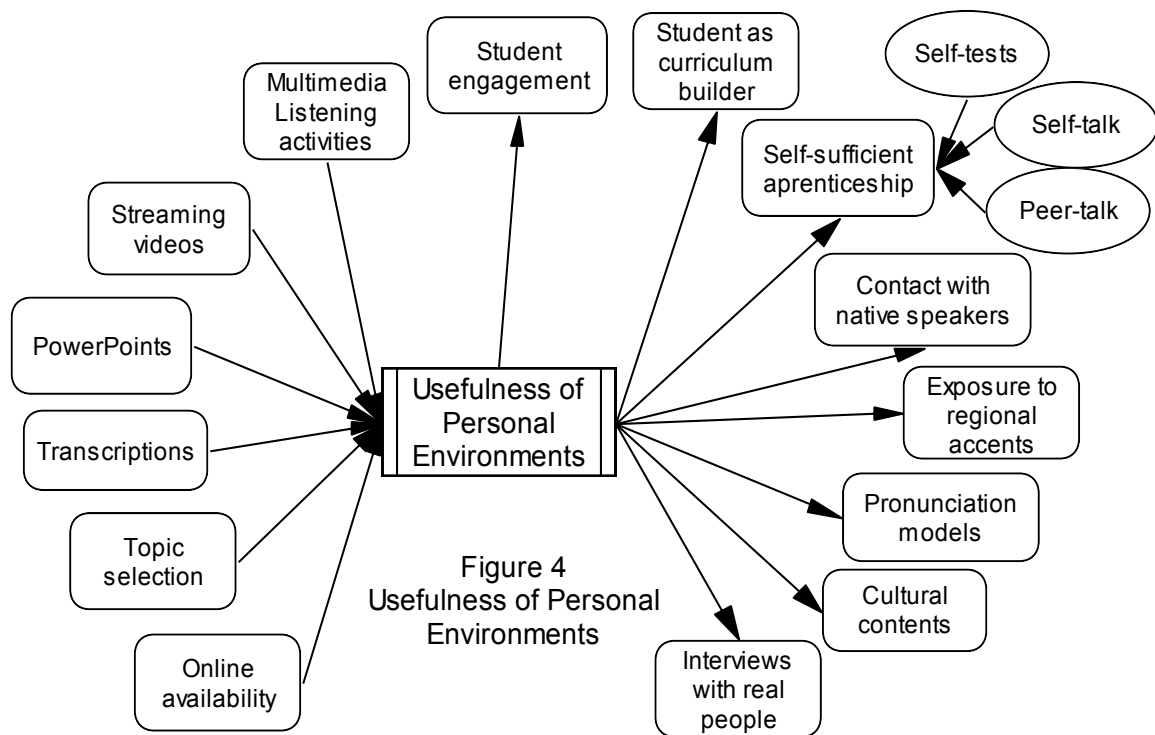 Student
engagement
Student as
curriculum
builder
Self-tests
Self-talk
Peer-talk
Multimedia
Listening
activities
Self-sufficient
aprenticeship
Streaming
videos
Contact with
native speakers
PowerPoints
Usefulness of
Personal
Environments
Exposure to
regional
accents
Transcriptions
Pronunciation
models
Topic
selection
Figure 4
Usefulness of Personal
Environments
Cultural
contents
Online
availability
Interviews
with real
people